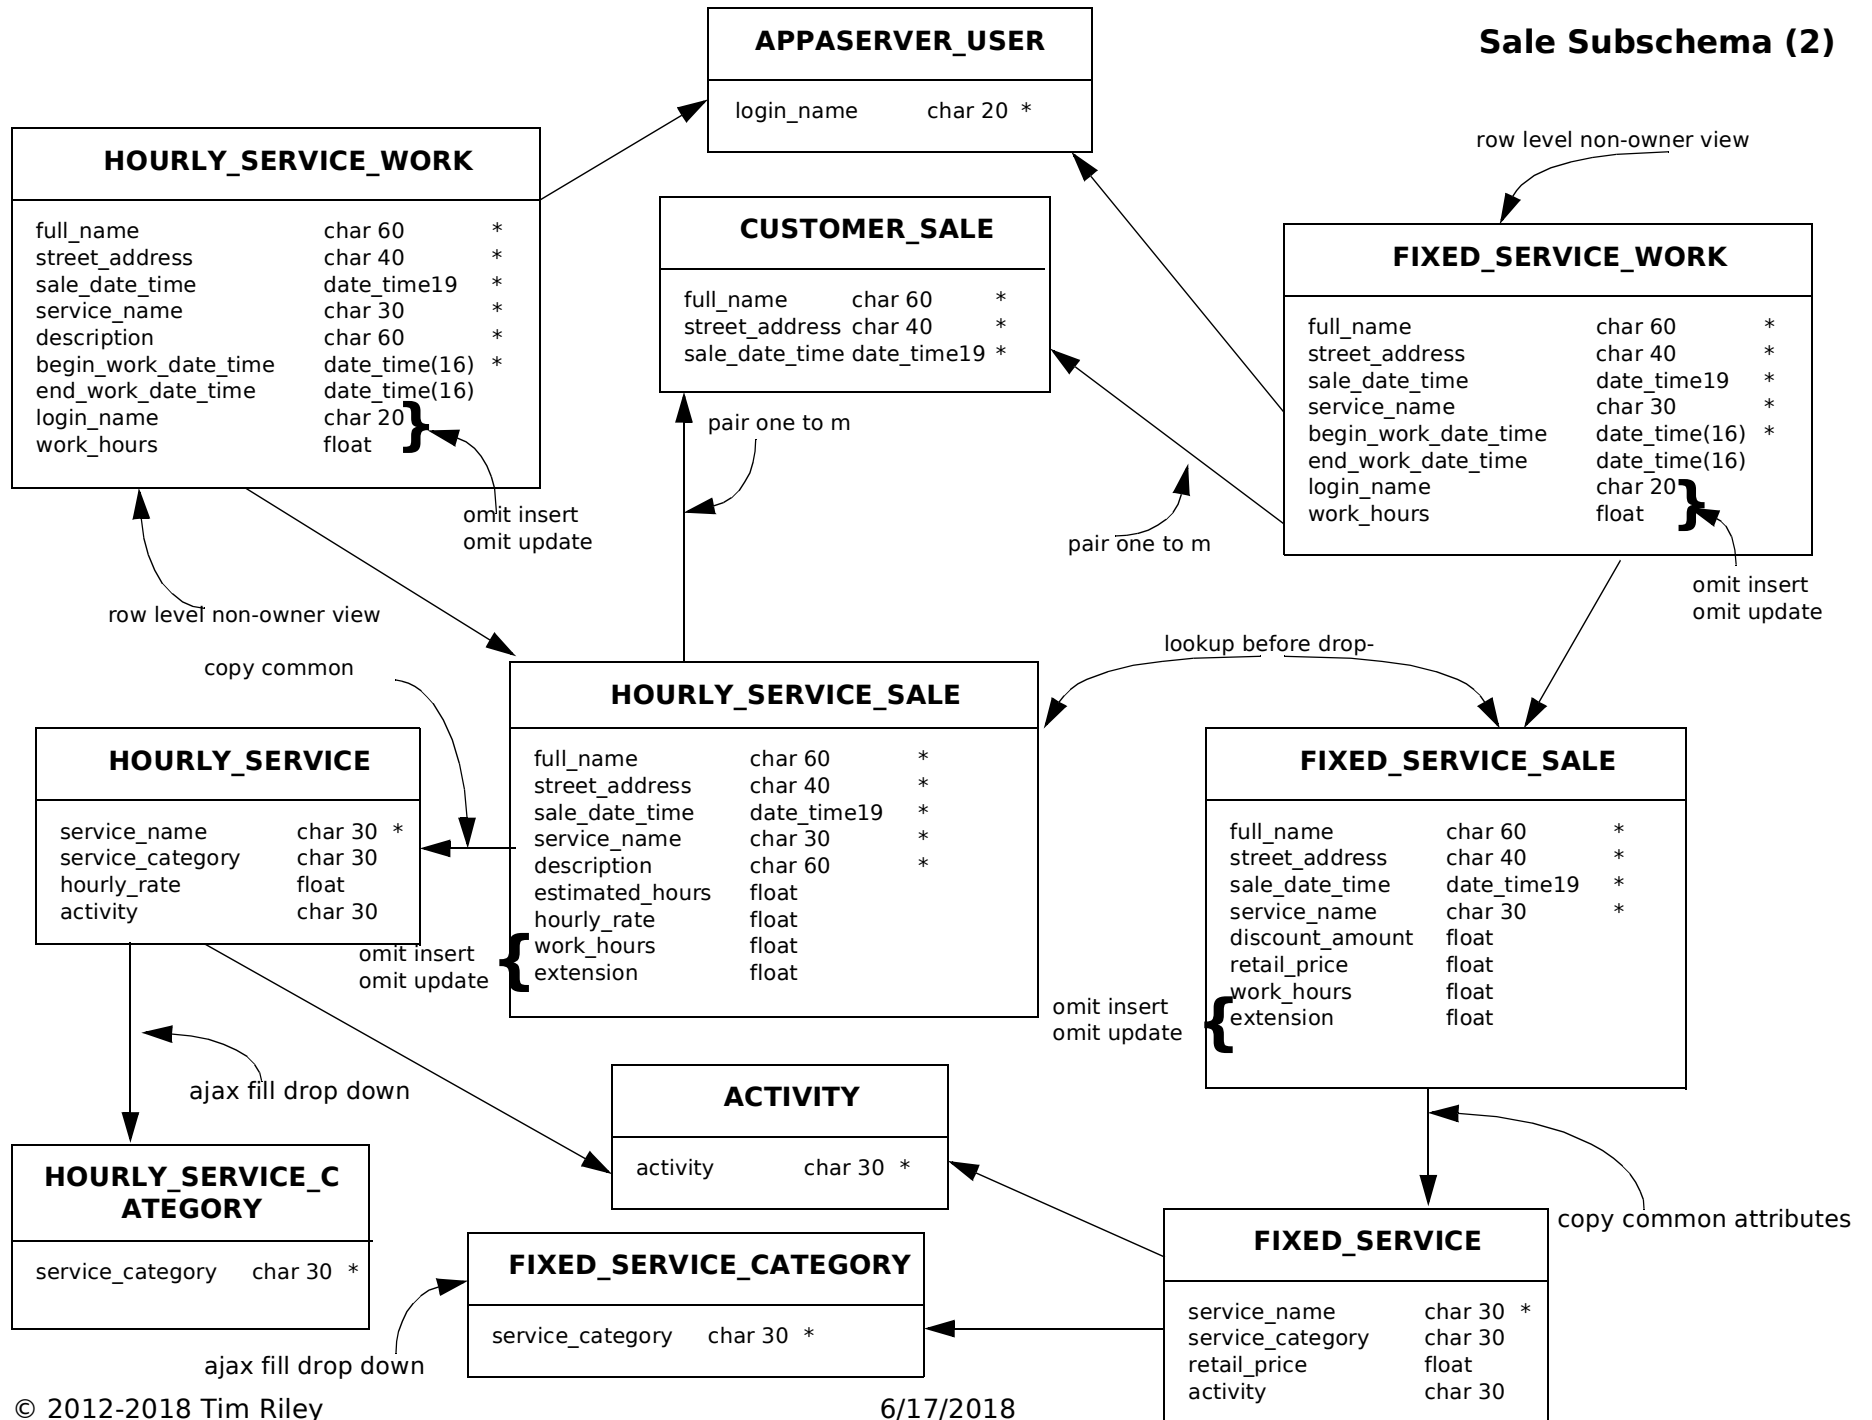 Sale Subschema (2)
APPASERVER_USER
login_name char 20 *
HOURLY_SERVICE_WORK
full_name char 60 *
street_address char 40 *
sale_date_time date_time19 *
service_name char 30 *
description char 60 *
begin_work_date_time date_time(16) *
end_work_date_time date_time(16)
login_name char 20
work_hours float
}
omit insert
omit update
row level non-owner view
CUSTOMER_SALE
full_name char 60 *
street_address char 40 *
sale_date_time date_time19 *
pair one to m
row level non-owner view
FIXED_SERVICE_WORK
full_name char 60 *
street_address char 40 *
sale_date_time date_time19 *
service_name char 30 *
begin_work_date_time date_time(16) *
end_work_date_time date_time(16)
login_name char 20
work_hours float
}
omit insert
omit update
pair one to m
lookup before drop-
copy common
HOURLY_SERVICE_SALE
full_name char 60 *
street_address char 40 *
sale_date_time date_time19 *
service_name char 30 *
description char 60 *
estimated_hours float
hourly_rate float
work_hours float
extension float
{
omit insert
omit update
HOURLY_SERVICE
service_name char 30 *
service_category char 30
hourly_rate float
activity char 30
FIXED_SERVICE_SALE
full_name char 60 *
street_address char 40 *
sale_date_time date_time19 *
service_name char 30 *
discount_amount float
retail_price float
work_hours float
extension float
{
omit insert
omit update
ajax fill drop down
ACTIVITY
activity char 30 *
HOURLY_SERVICE_C
ATEGORY
service_category char 30 *
copy common attributes
FIXED_SERVICE_CATEGORY
service_category char 30 *
ajax fill drop down
FIXED_SERVICE
service_name char 30 *
service_category char 30
retail_price float
activity char 30
© 2012-2018 Tim Riley
6/17/2018